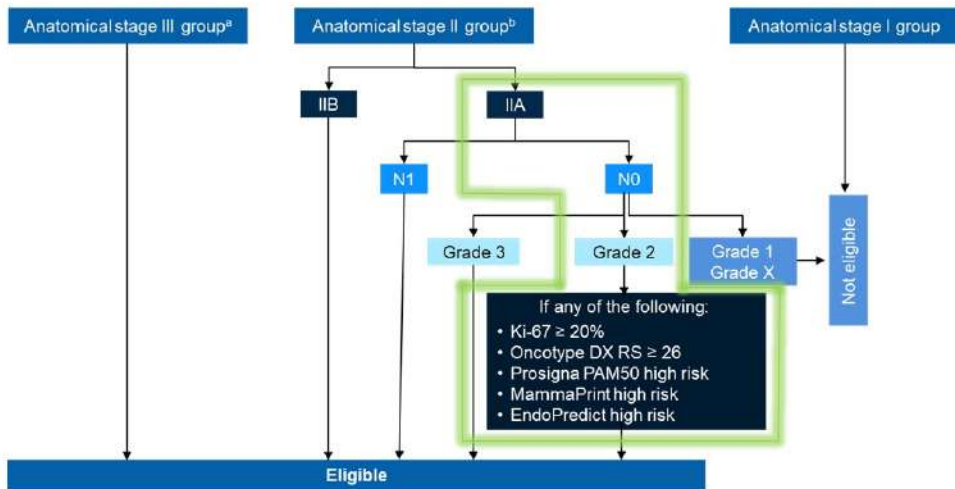 Anatomical stage III groupᵃ
Anatomical stage II groupᵇ
Anatomical stage I group
IIB
IIA
N1
N0
Grade 3
Grade 2
Grade 1
Grade X
Not eligible
If any of the following:
• Ki-67 ≥ 20%
• Oncotype DX RS ≥ 26
• Prosigna PAM50 high risk
• MammaPrint high risk
• EndoPredict high risk
Eligible